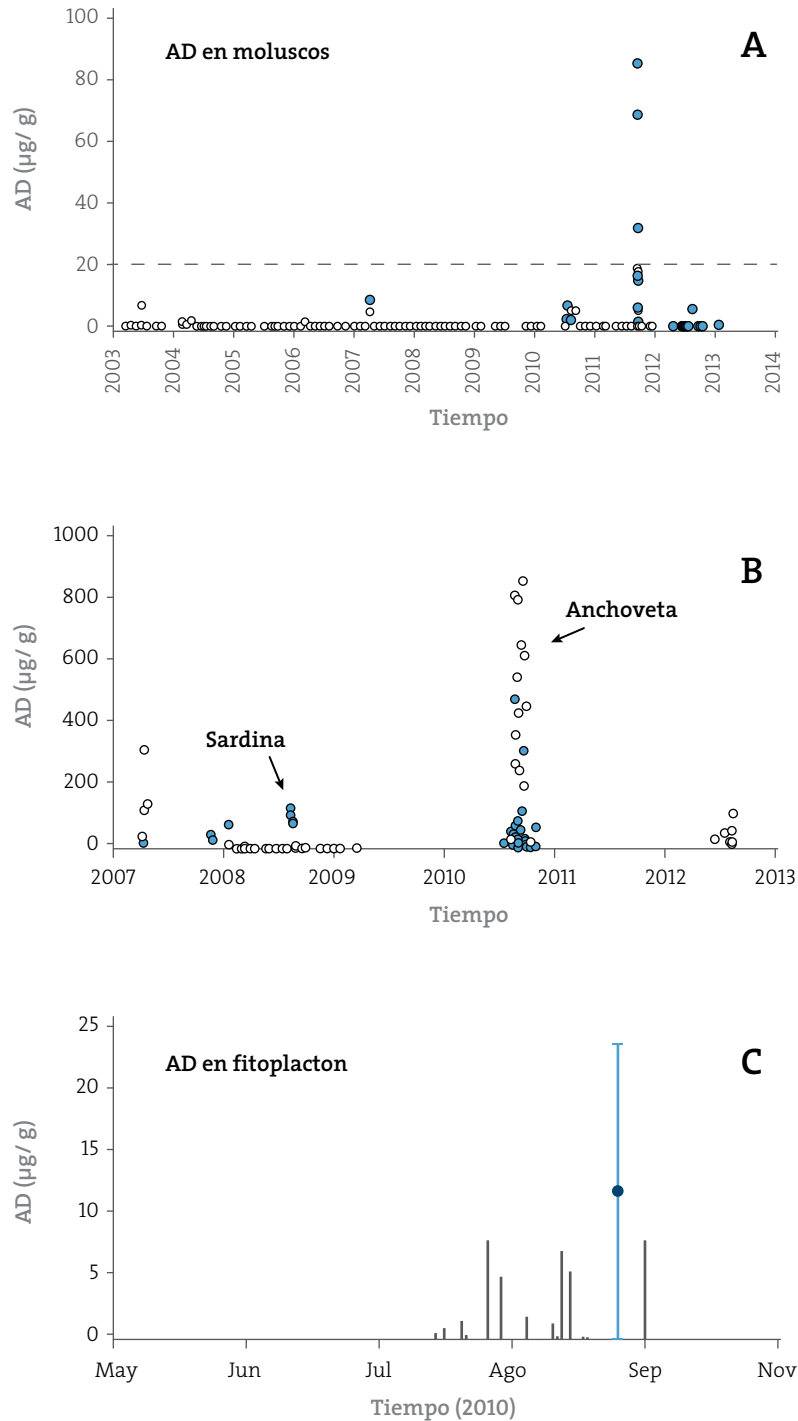 A
AD en moluscos
AD (µg/ g)
100
80
60
40
20
0
2003
2004
2005
2006
2007
2008
2009
2010
2011
2012
2013
2014
Tiempo
B
AD (µg/ g)
1000
800
600
400
200
0
Anchoveta
Sardina
2007
2008
2009
2010
2011
2012
2013
Tiempo
C
AD en fitoplacton
AD (µg/ g)
25
20
15
10
5
0
May
Jun
Jul
Ago
Sep
Nov
Tiempo (2010)